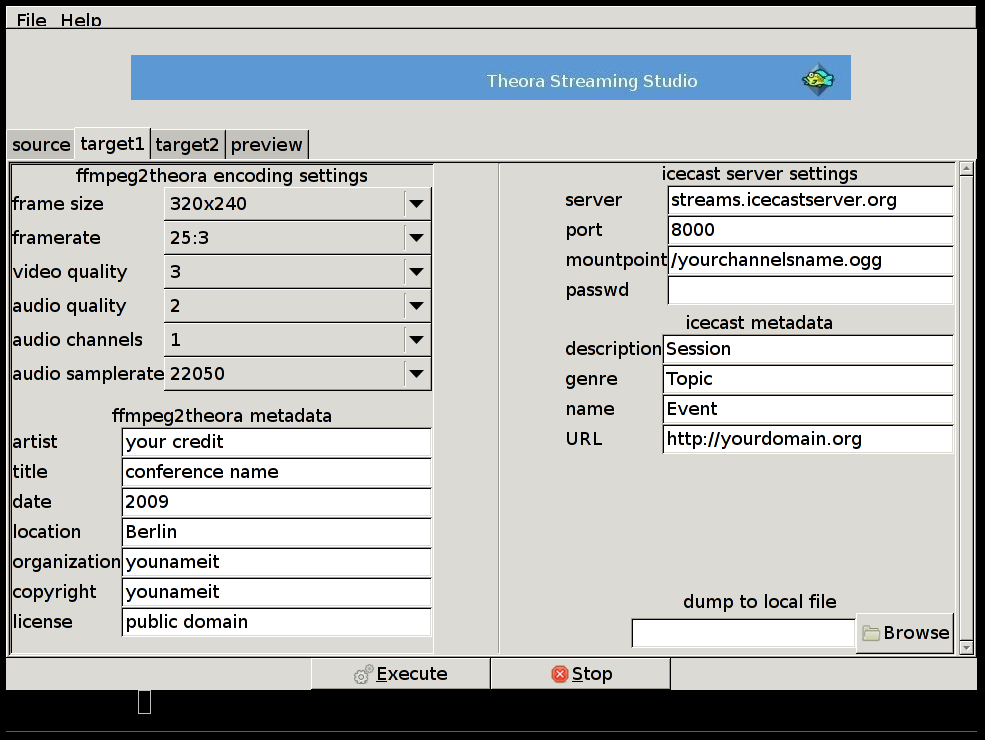 File Help
Theora Streaming Studio
source target1 target2 preview
ffmpeg2theora encoding settings
frame size 320x240
framerate 25:3
video quality 3
audio quality 2
audio channels 1
audio samplerate 22050
ffmpeg2theora metadata
artist your credit
title conference name
date 2009
location Berlin
organization younameit
copyright younameit
license public domain
icecast server settings
server streams.icecastserver.org
port 8000
mountpoint /yourchannelsname.ogg
passwd
icecast metadata
description Session
genre Topic
name Event
URL http://yourdomain.org
dump to local file
Browse
Execute Stop